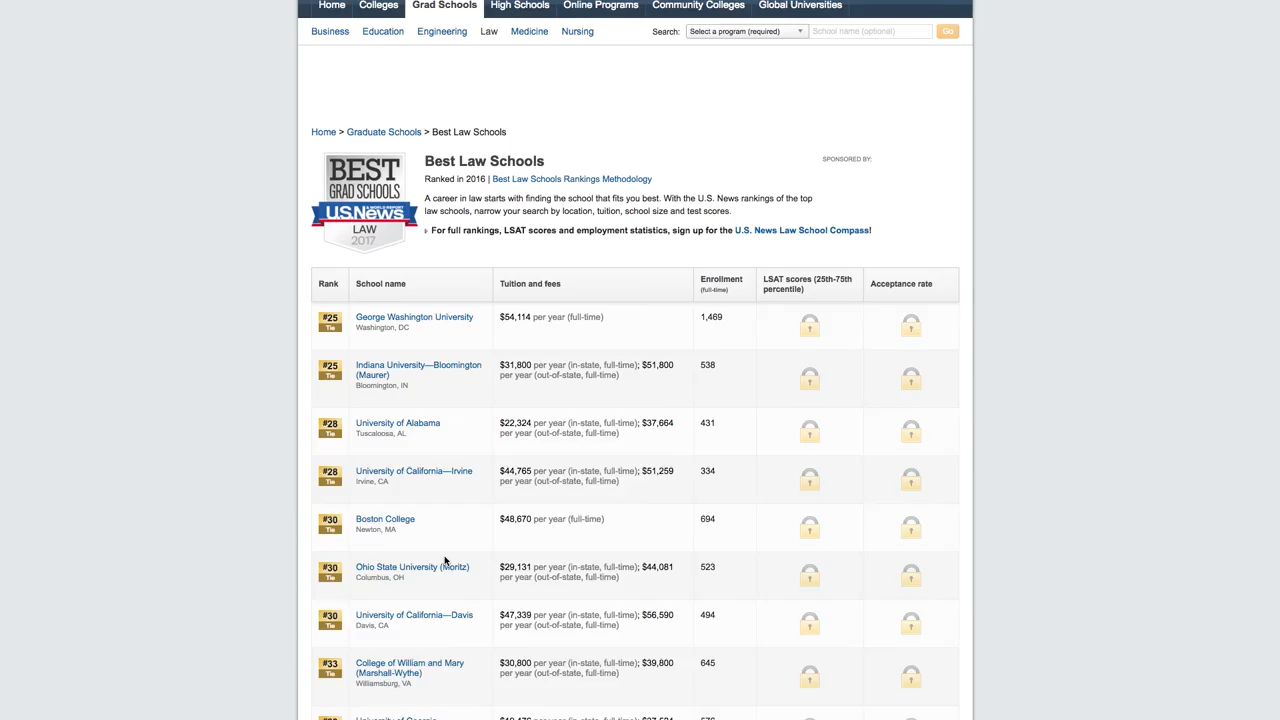 Home Colleges Grad Schools High Schools Online Programs Community Colleges Global Universities
Business Education Engineering Law Medicine Nursing Search: Select a program (required) School name (optional) Go
Home > Graduate Schools > Best Law Schools
BEST
GRAD SCHOOLS
U.S.News
LAW
2017
Best Law Schools
SPONSORED BY:
Ranked in 2016 | Best Law Schools Rankings Methodology
A career in law starts with finding the school that fits you best. With the U.S. News rankings of the top
law schools, narrow your search by location, tuition, school size and test scores.
For full rankings, LSAT scores and employment statistics, sign up for the U.S. News Law School Compass!
Rank School name Tuition and fees Enrollment (full-time) LSAT scores (25th-75th percentile) Acceptance rate
#25 George Washington University $54,114 per year (full-time) 1,469
Tie Washington, DC
#25 Indiana University—Bloomington $31,800 per year (in-state, full-time); $51,800 538
Tie (Maurer) per year (out-of-state, full-time)
Bloomington, IN
#28 University of Alabama $22,324 per year (in-state, full-time); $37,664 431
Tie Tuscaloosa, AL per year (out-of-state, full-time)
#28 University of California—Irvine $44,765 per year (in-state, full-time); $51,259 334
Tie Irvine, CA per year (out-of-state, full-time)
#30 Boston College $48,670 per year (full-time) 694
Tie Newton, MA
#30 Ohio State University (Moritz) $29,131 per year (in-state, full-time); $44,081 523
Tie Columbus, OH per year (out-of-state, full-time)
#30 University of California—Davis $47,339 per year (in-state, full-time); $56,590 494
Tie Davis, CA per year (out-of-state, full-time)
#33 College of William and Mary $30,800 per year (in-state, full-time); $39,800 645
Tie (Marshall-Wythe) per year (out-of-state, full-time)
Williamsburg, VA